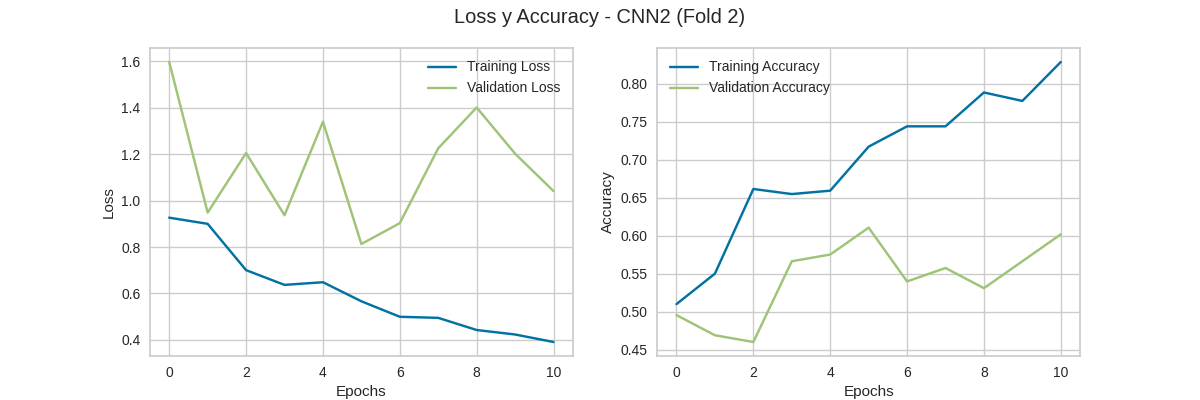 Loss y Accuracy - CNN2 (Fold 2)
Training Loss
Validation Loss
1.6
1.4
1.2
1.0
0.8
0.6
0.4
Loss
0 2 4 6 8 10
Epochs
Training Accuracy
Validation Accuracy
0.80
0.75
0.70
0.65
0.60
0.55
0.50
0.45
Accuracy
0 2 4 6 8 10
Epochs